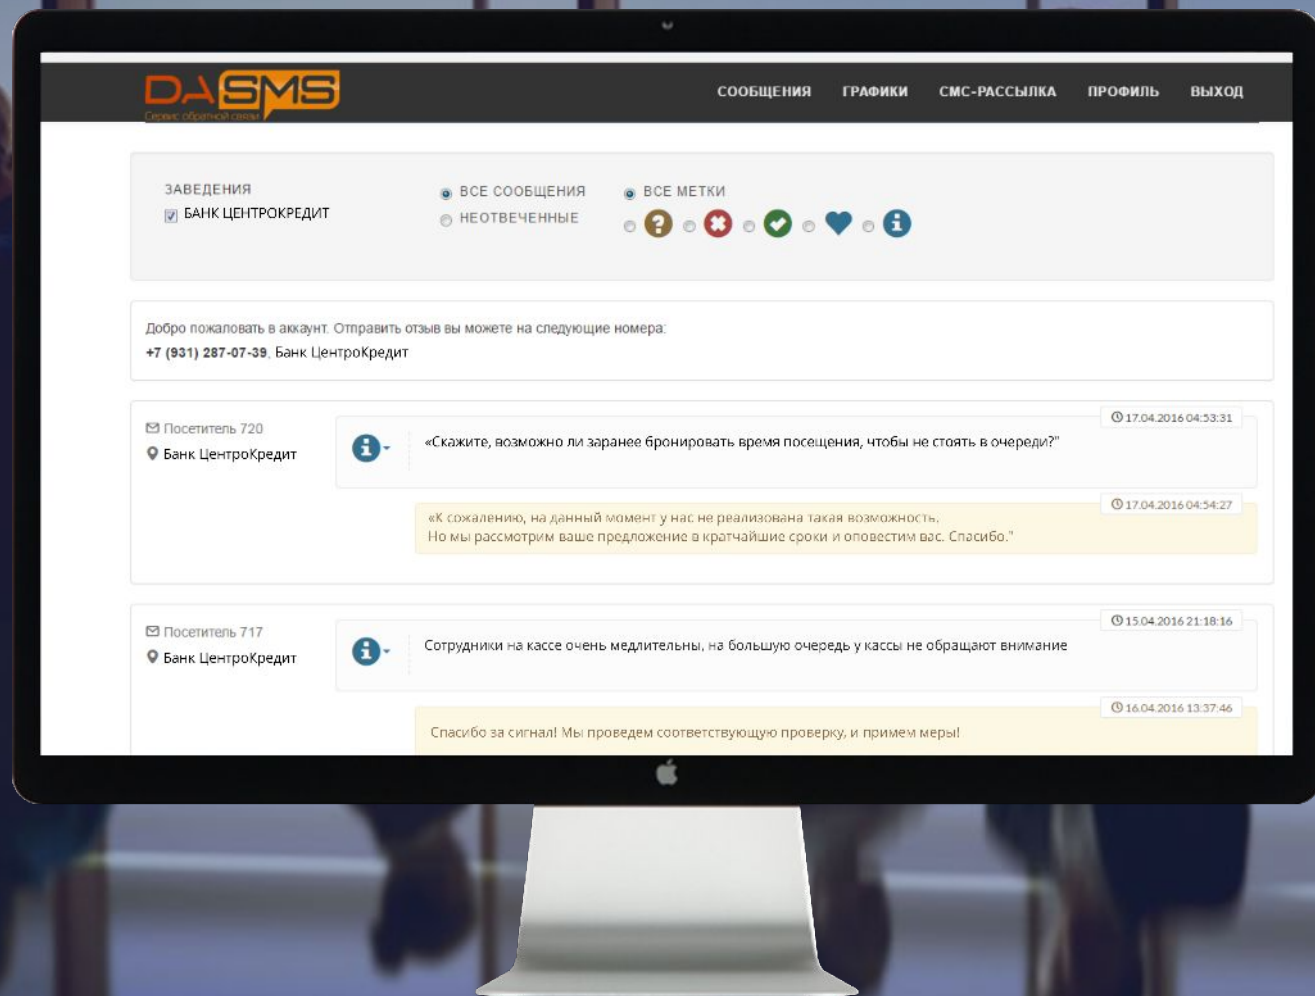 DASMS
Сервис обратной связи
СООБЩЕНИЯ ГРАФИКИ СМС-РАССЫЛКА ПРОФИЛЬ ВЫХОД
ЗАВЕДЕНИЯ
БАНК ЦЕНТРОКРЕДИТ
ВСЕ СООБЩЕНИЯ
НЕОТВЕЧЕННЫЕ
ВСЕ МЕТКИ
Добро пожаловать в аккаунт. Отправить отзыв вы можете на следующие номера:
+7 (931) 287-07-39, Банк ЦентроКредит
Посетитель 720
Банк ЦентроКредит
17.04.2016 04:53:31
«Скажите, возможно ли заранее бронировать время посещения, чтобы не стоять в очереди?"
17.04.2016 04:54:27
«К сожалению, на данный момент у нас не реализована такая возможность.
Но мы рассмотрим ваше предложение в кратчайшие сроки и оповестим вас. Спасибо."
Посетитель 717
Банк ЦентроКредит
15.04.2016 21:18:16
Сотрудники на кассе очень медлительны, на большую очередь у кассы не обращают внимание
16.04.2016 13:37:46
Спасибо за сигнал! Мы проведем соответствующую проверку, и примем меры!